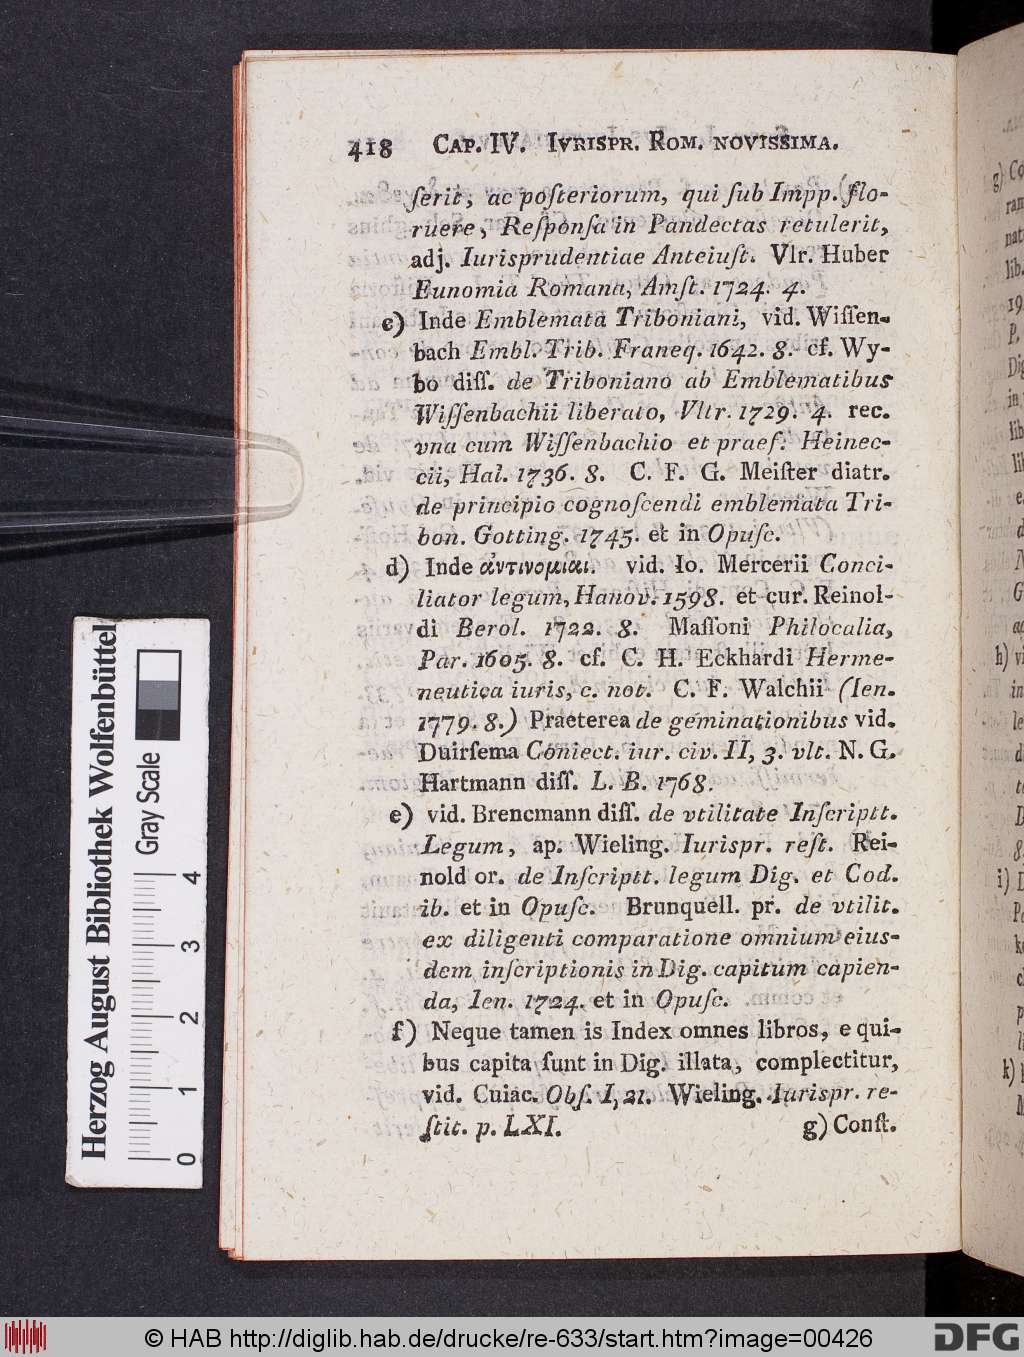 418 CAP. IV. IVRISPR. ROM. NOVISSIMA.
ſerit, ac poſteriorum, qui ſub Impp. flo-
ruere, Reſponſa in Pandectas retulerit,
adj. Iurisprudentiae Anteiuſt. Vlr. Huber
Eunomia Romana, Amſt. 1724. 4.
c) Inde Emblemata Triboniani, vid. Wiſſen-
bach Embl. Trib. Franeq. 1642. 8. cf. Wy-
bo diſſ. de Triboniano ab Emblematibus
Wiſſenbachii liberato, Vltr. 1729. 4. rec.
vna cum Wiſſenbachio et praef. Heinec-
cii, Hal. 1736. 8. C. F. G. Meiſter diatr.
de principio cognoſcendi emblemata Tri-
bon. Gotting. 1745. et in Opuſc.
d) Inde ἀντινομιαι. vid. Io. Mercerii Conci-
liator legum, Hanov. 1598. et cur. Reinol-
di Berol. 1722. 8. Maſſoni Philocalia,
Par. 1605. 8. cf. C. H. Eckhardi Herme-
neutica iuris, c. not. C. F. Walchii (Ien.
1779. 8.) Praeterea de geminationibus vid.
Duirſema Coniect. iur. civ. II, 3. vlt. N. G.
Hartmann diſſ. L. B. 1768.
e) vid. Brencmann diſſ. de vtilitate Inſcriptt.
Legum, ap. Wieling. Iurispr. reſt. Rei-
nold or. de Inſcriptt. legum Dig. et Cod.
ib. et in Opuſc. Brunquell. pr. de vtilit.
ex diligenti comparatione omnium eius-
dem inſcriptionis in Dig. capitum capien-
da, Ien. 1724. et in Opuſc.
f) Neque tamen is Index omnes libros, e qui-
bus capita ſunt in Dig. illata, complectitur,
vid. Cuiac. Obſ. I, 21. Wieling. Iurispr. re-
ſtit. p. LXI. g) Conſt.
Herzog August Bibliothek Wolfenbüttel
Gray Scale
0 1 2 3 4
© HAB http://diglib.hab.de/drucke/re-633/start.htm?image=00426
DFG